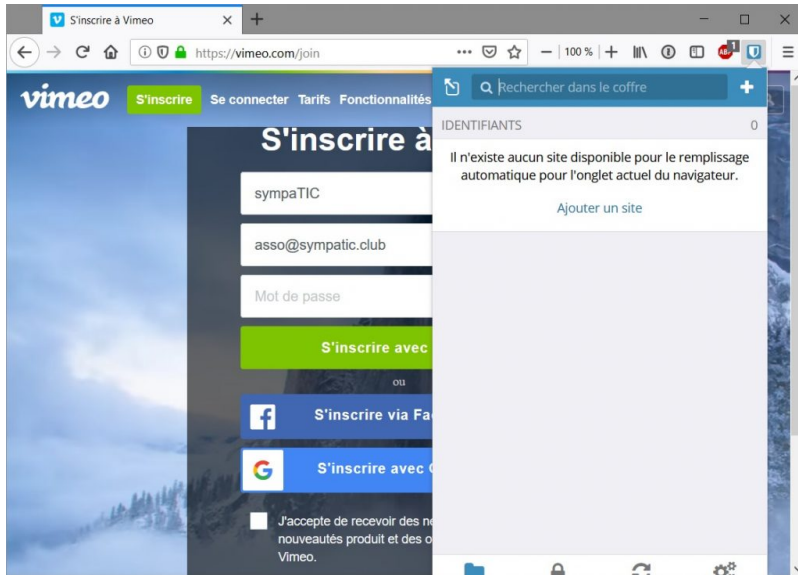 S'inscrire à Vimeo
https://vimeo.com/join
100 %
ABP 1
vimeo
S'inscrire
Se connecter Tarifs Fonctionnalités
S'inscrire à
sympaTIC
asso@sympatic.club
Mot de passe
S'inscrire avec
ou
S'inscrire via Fa
S'inscrire avec
J'accepte de recevoir des
nouveautés produit et des o
Vimeo.
Rechercher dans le coffre
IDENTIFIANTS 0
Il n'existe aucun site disponible pour le remplissage
automatique pour l'onglet actuel du navigateur.
Ajouter un site